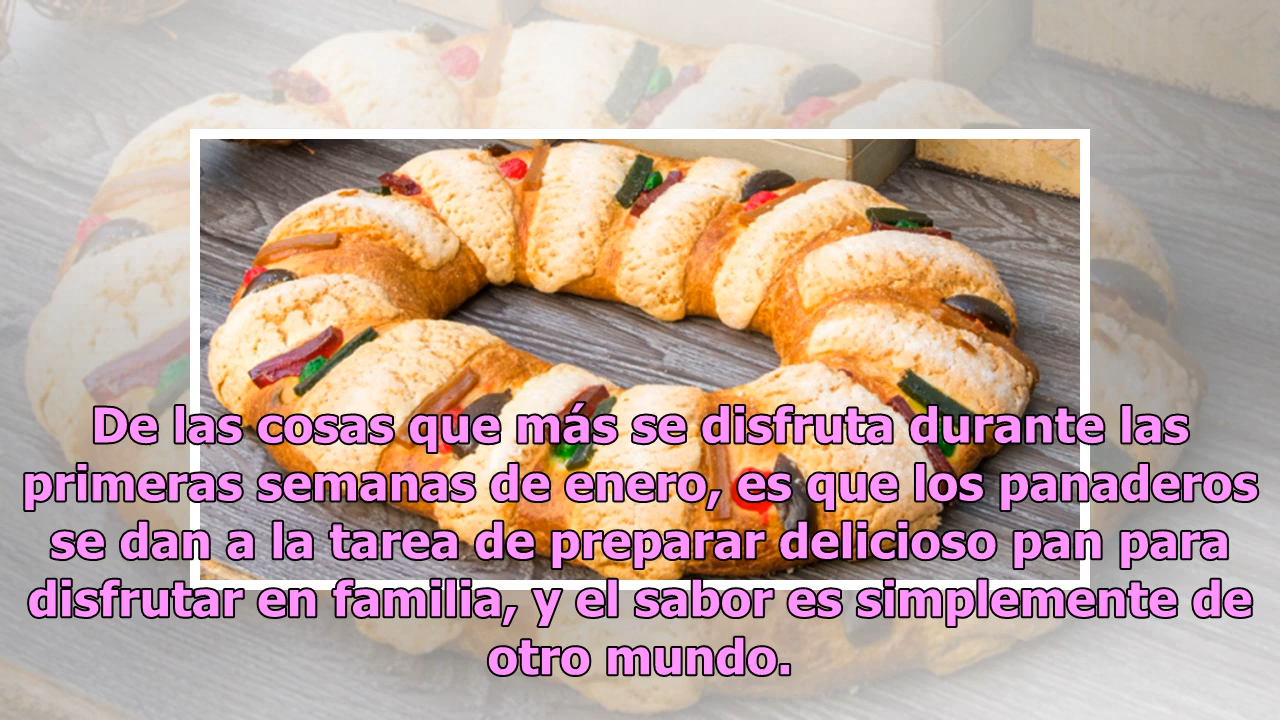 De las cosas que más se disfruta durante las
primeras semanas de enero, es que los panaderos
se dan a la tarea de preparar delicioso pan para
disfrutar en familia, y el sabor es simplemente de
otro mundo.